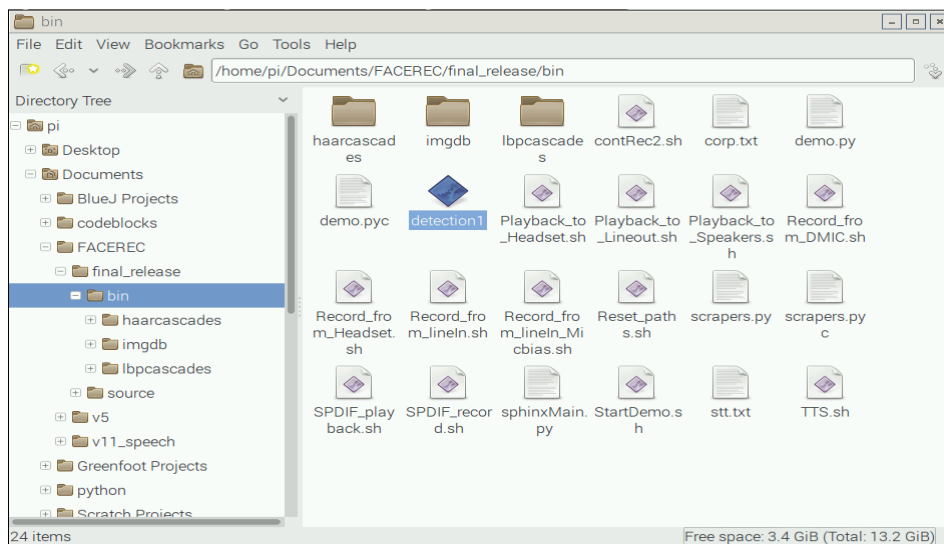 bin
File Edit View Bookmarks Go Tools Help
/home/pi/Documents/FACEREC/final_release/bin
Directory Tree
pi
Desktop
Documents
BlueJ Projects
codeblocks
FACEREC
final_release
bin
haarcascades
imgdb
lbpcascades
source
v5
v11_speech
Greenfoot Projects
python
Scratch Projects
haarcascad
es
imgdb
lbpcascade
s
contRec2.sh
corp.txt
demo.py
demo.pyc
detection1
Playback_to
_Headset.sh
Playback_to
_Lineout.sh
Playback_to
_Speakers.s
h
Record_fro
m_DMIC.sh
Record_fro
m_Headset.
sh
Record_fro
m_lineIn.sh
Record_fro
m_lineIn_Mi
cbias.sh
Reset_path
s.sh
scrapers.py
scrapers.py
c
SPDIF_play
back.sh
SPDIF_recor
d.sh
sphinxMain.
py
StartDemo.s
h
stt.txt
TTS.sh
24 items
Free space: 3.4 GiB (Total: 13.2 GiB)